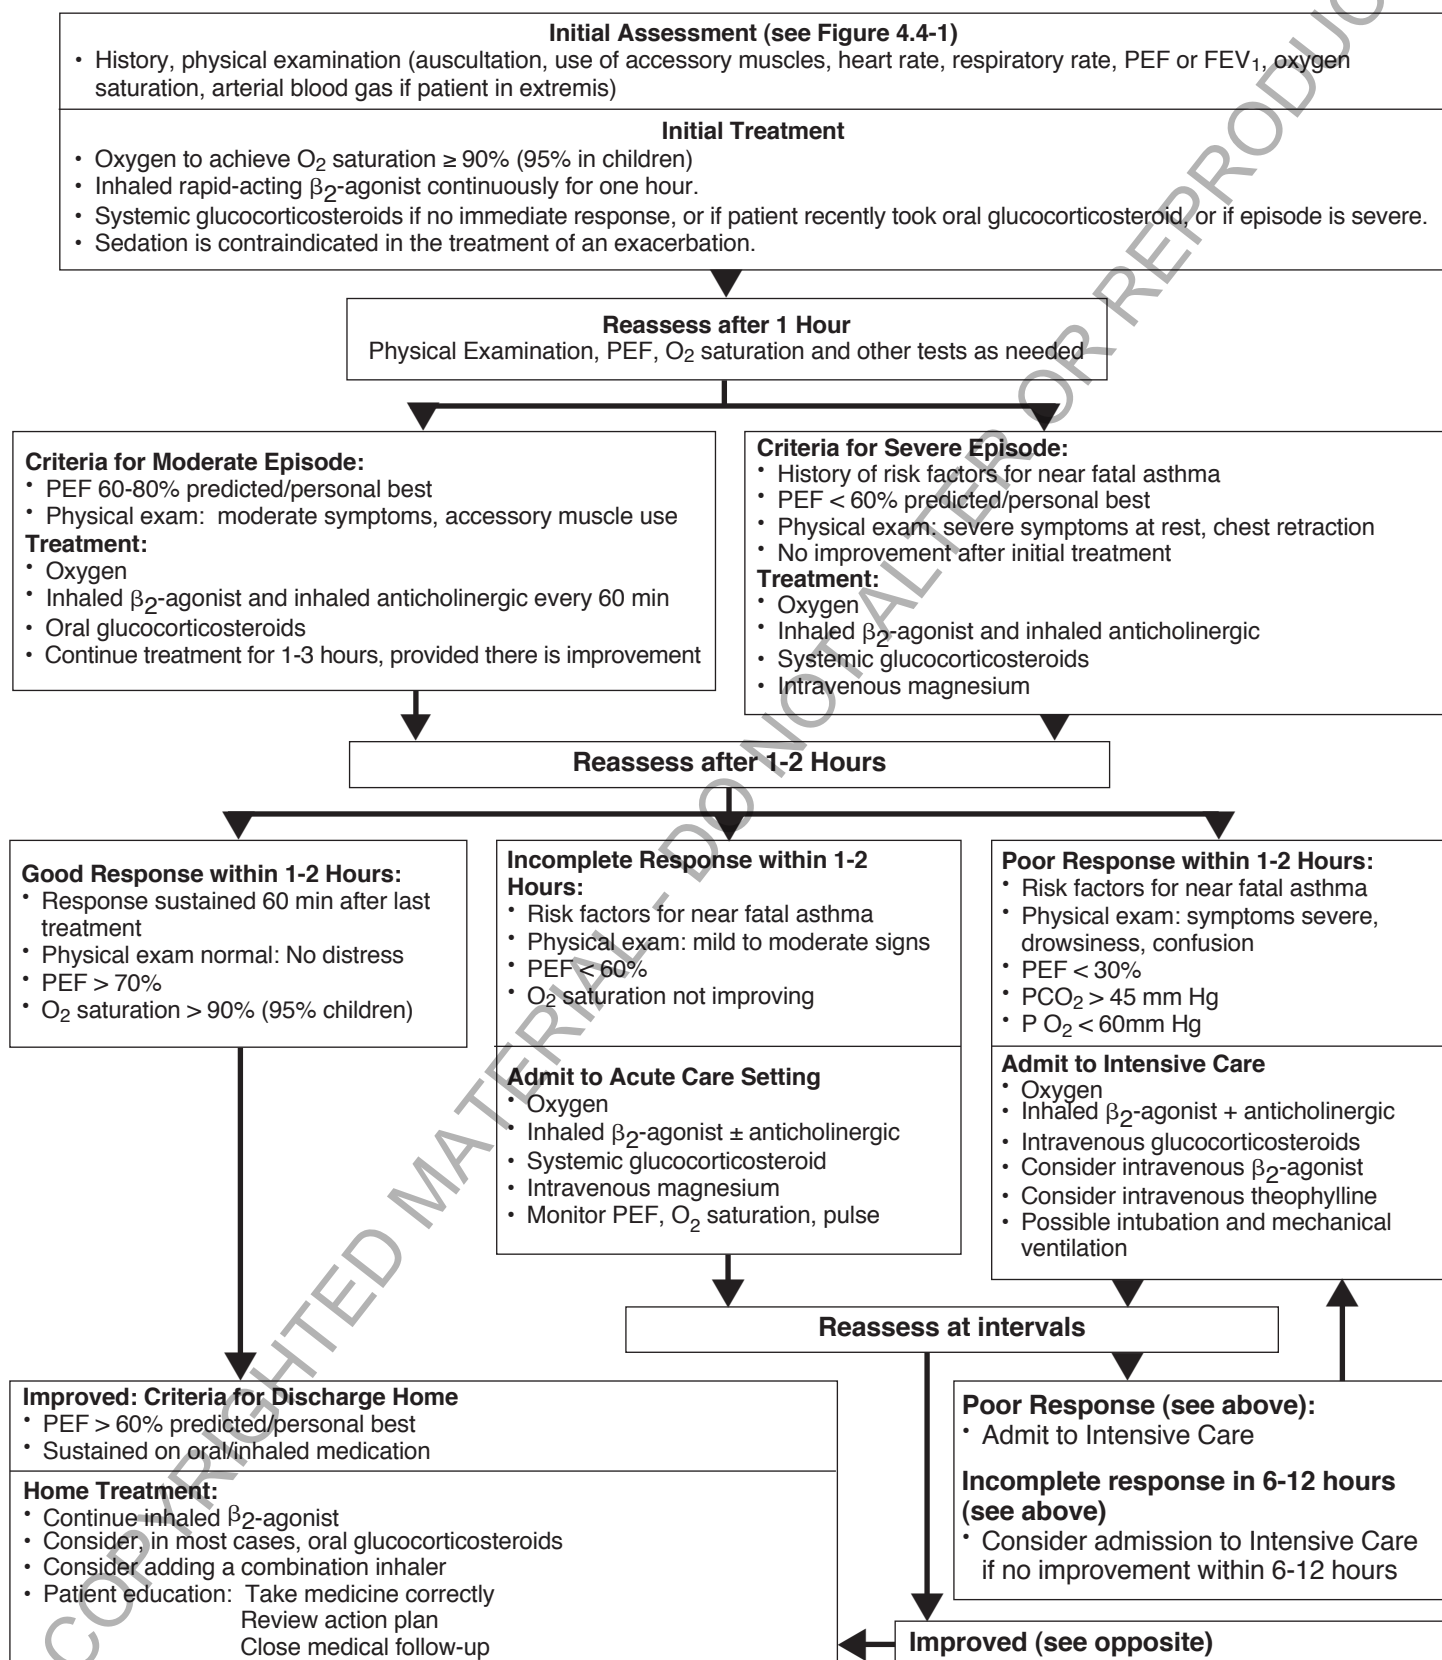 Initial Assessment (see Figure 4.4-1)
• History, physical examination (auscultation, use of accessory muscles, heart rate, respiratory rate, PEF or FEV₁, oxygen
saturation, arterial blood gas if patient in extremis)
Initial Treatment
• Oxygen to achieve O₂ saturation ≥ 90% (95% in children)
• Inhaled rapid-acting β₂-agonist continuously for one hour.
• Systemic glucocorticosteroids if no immediate response, or if patient recently took oral glucocorticosteroid, or if episode is severe.
• Sedation is contraindicated in the treatment of an exacerbation.
Reassess after 1 Hour
Physical Examination, PEF, O₂ saturation and other tests as needed
Criteria for Moderate Episode:
• PEF 60-80% predicted/personal best
• Physical exam: moderate symptoms, accessory muscle use
Treatment:
• Oxygen
• Inhaled β₂-agonist and inhaled anticholinergic every 60 min
• Oral glucocorticosteroids
• Continue treatment for 1-3 hours, provided there is improvement
Criteria for Severe Episode:
• History of risk factors for near fatal asthma
• PEF < 60% predicted/personal best
• Physical exam: severe symptoms at rest, chest retraction
• No improvement after initial treatment
Treatment:
• Oxygen
• Inhaled β₂-agonist and inhaled anticholinergic
• Systemic glucocorticosteroids
• Intravenous magnesium
Reassess after 1-2 Hours
Good Response within 1-2 Hours:
• Response sustained 60 min after last
treatment
• Physical exam normal: No distress
• PEF > 70%
• O₂ saturation > 90% (95% children)
Incomplete Response within 1-2
Hours:
• Risk factors for near fatal asthma
• Physical exam: mild to moderate signs
• PEF < 60%
• O₂ saturation not improving
Admit to Acute Care Setting
• Oxygen
• Inhaled β₂-agonist ± anticholinergic
• Systemic glucocorticosteroid
• Intravenous magnesium
• Monitor PEF, O₂ saturation, pulse
Poor Response within 1-2 Hours:
• Risk factors for near fatal asthma
• Physical exam: symptoms severe,
drowsiness, confusion
• PEF < 30%
• PCO₂ > 45 mm Hg
• P O₂ < 60mm Hg
Admit to Intensive Care
• Oxygen
• Inhaled β₂-agonist + anticholinergic
• Intravenous glucocorticosteroids
• Consider intravenous β₂-agonist
• Consider intravenous theophylline
• Possible intubation and mechanical
ventilation
Reassess at intervals
Improved: Criteria for Discharge Home
• PEF > 60% predicted/personal best
• Sustained on oral/inhaled medication
Home Treatment:
• Continue inhaled β₂-agonist
• Consider, in most cases, oral glucocorticosteroids
• Consider adding a combination inhaler
• Patient education: Take medicine correctly
Review action plan
Close medical follow-up
Poor Response (see above):
• Admit to Intensive Care
Incomplete response in 6-12 hours
(see above)
• Consider admission to Intensive Care
if no improvement within 6-12 hours
Improved (see opposite)
COPYRIGHTED MATERIAL - DO NOT ALTER OR REPRODUC